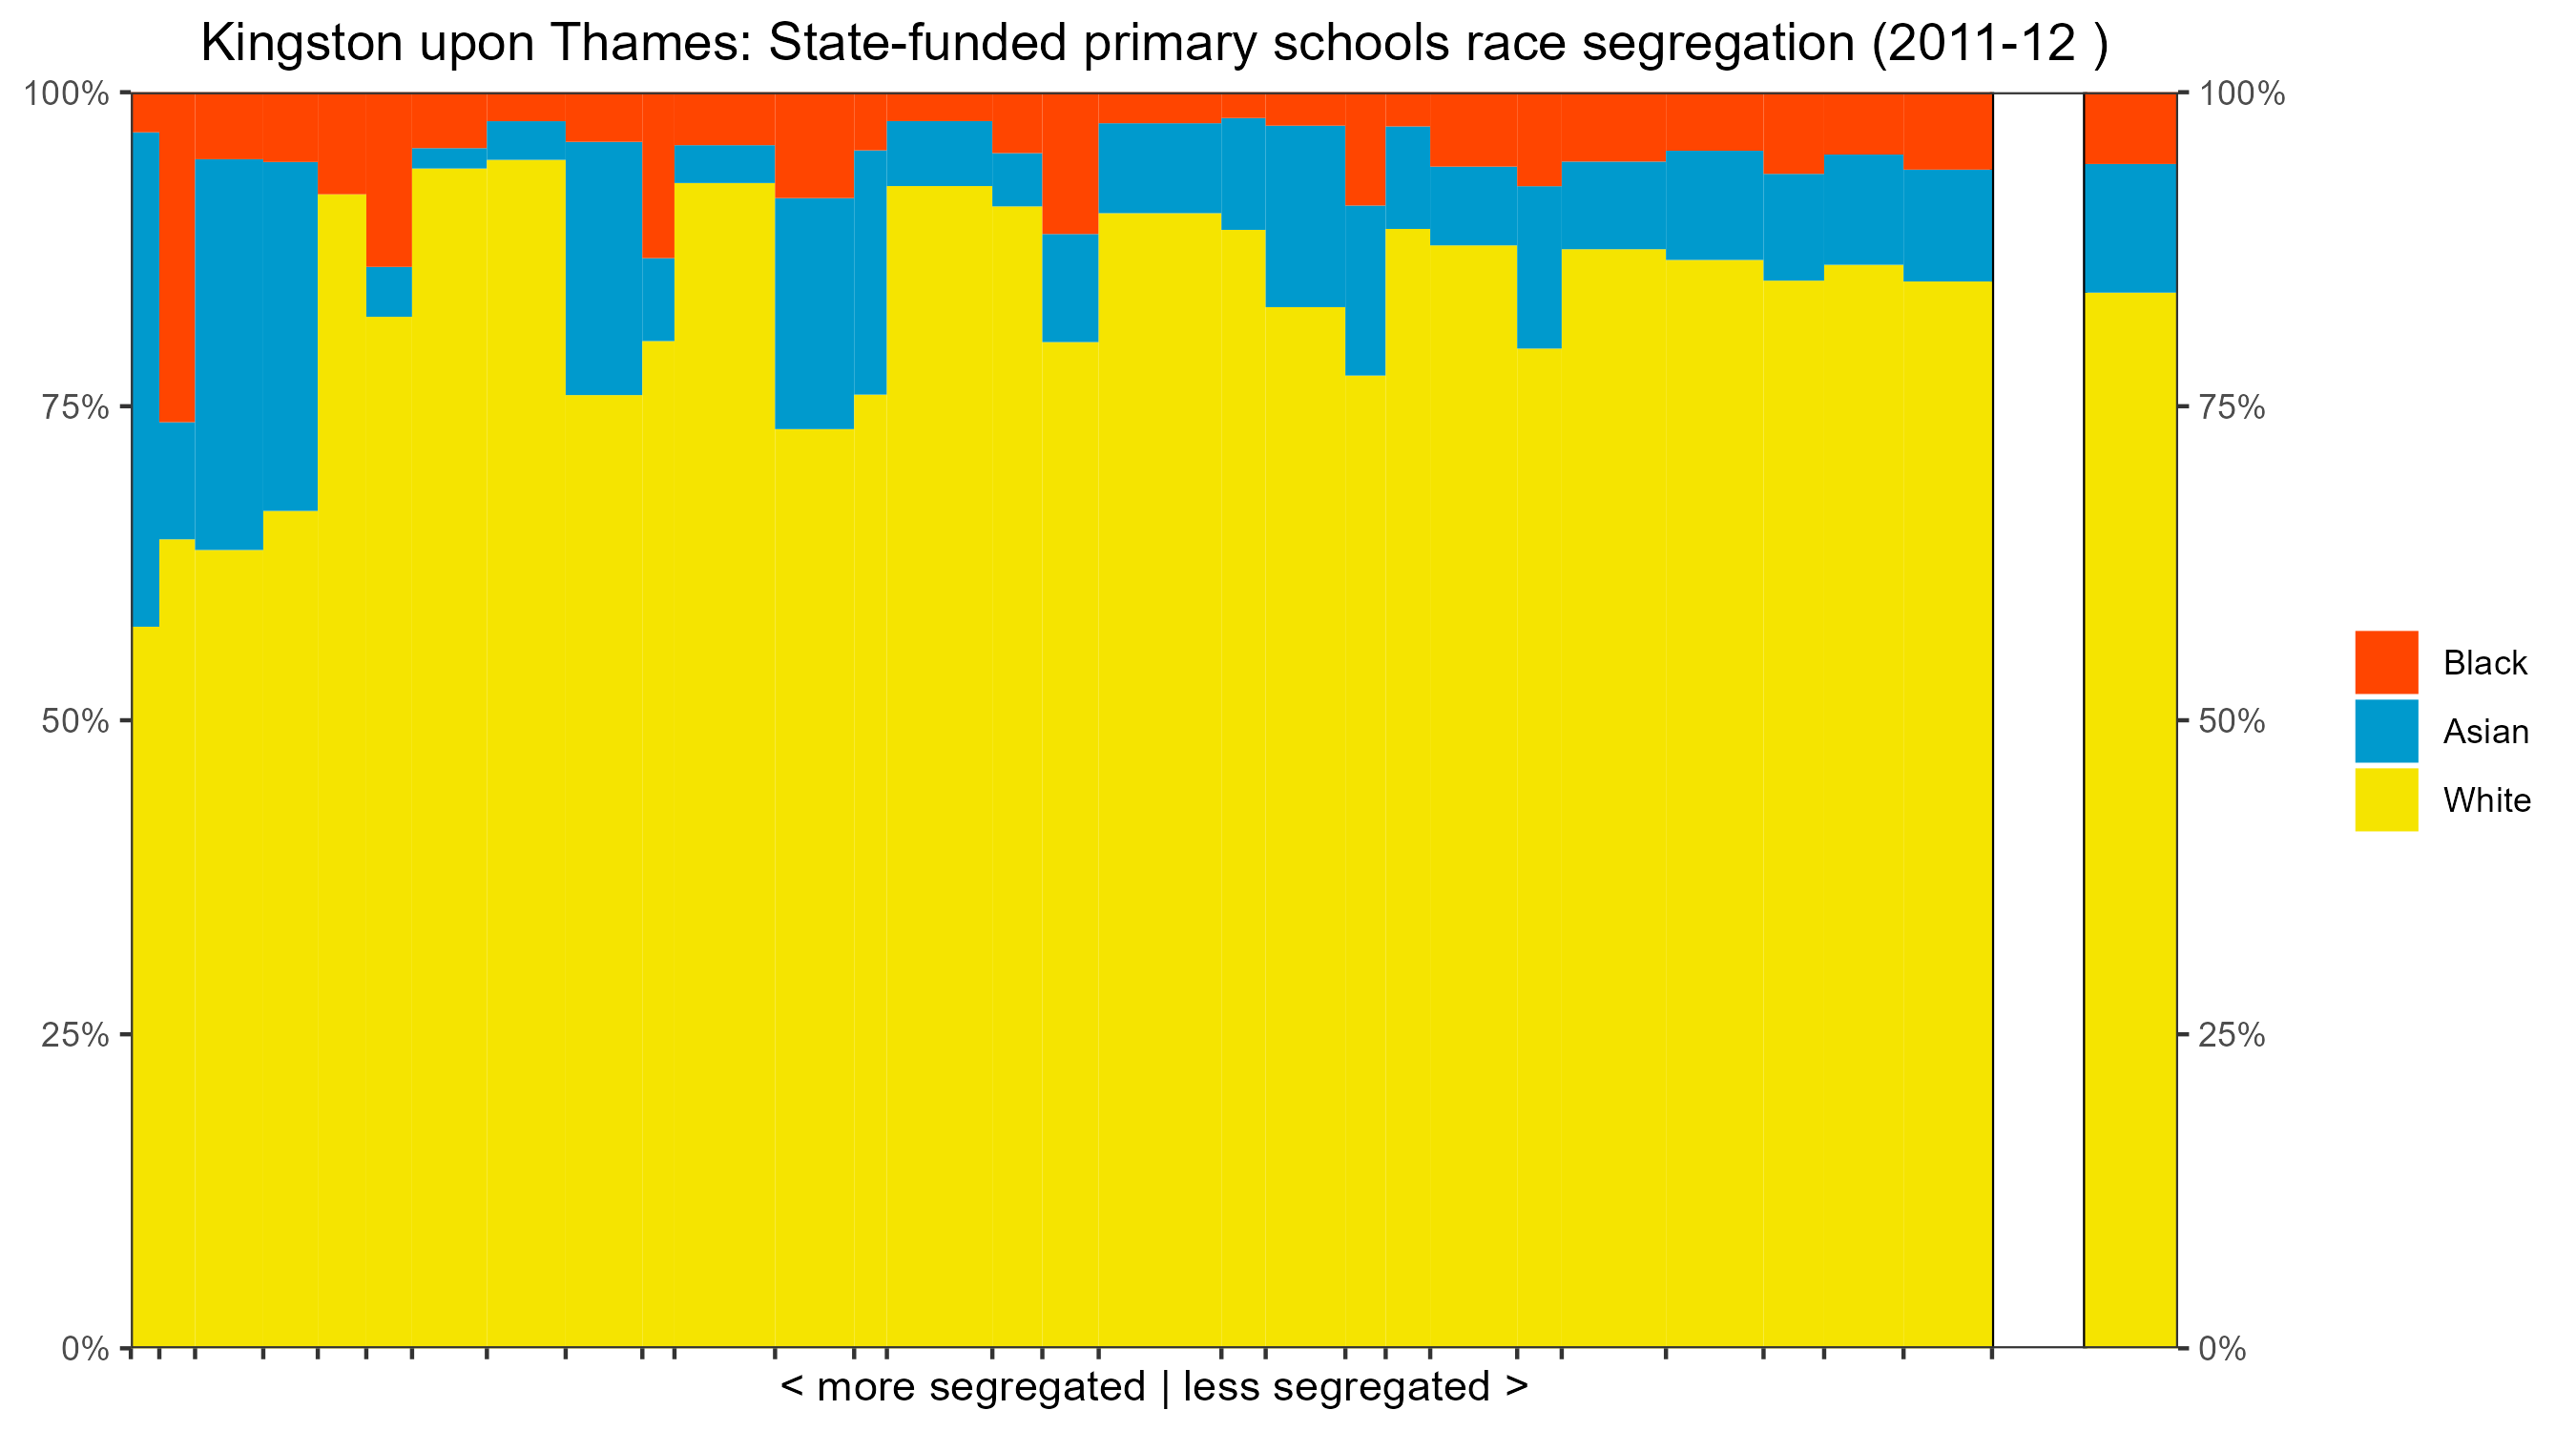 Kingston upon Thames: State-funded primary schools race segregation (2011-12 )
100%
75%
50%
25%
0%
100%
75%
50%
25%
0%
Black
Asian
White
< more segregated | less segregated >